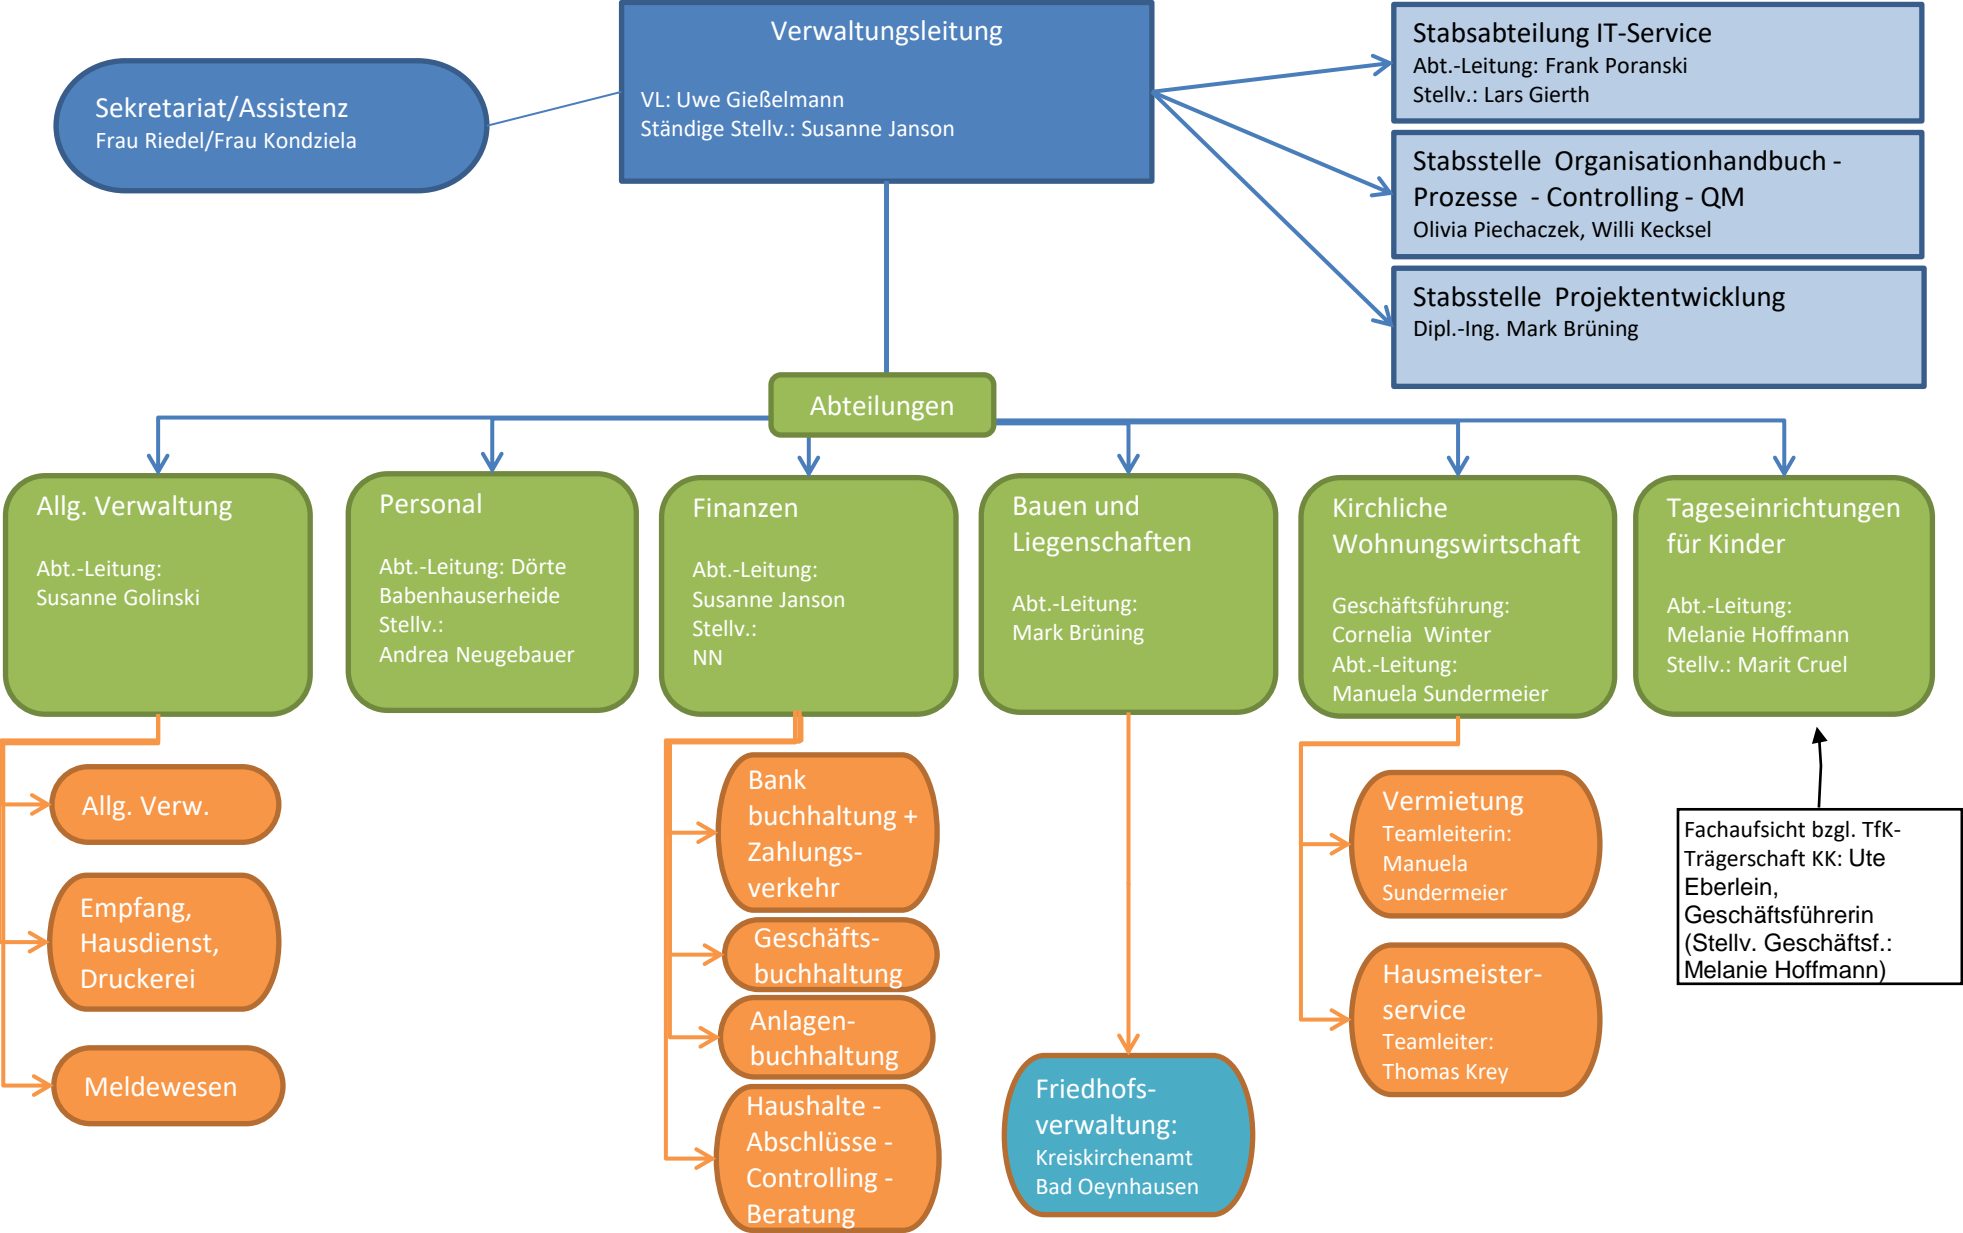 Verwaltungsleitung
VL: Uwe Gießelmann
Ständige Stellv.: Susanne Janson
Sekretariat/Assistenz
Frau Riedel/Frau Kondziela
Stabsabteilung IT-Service
Abt.-Leitung: Frank Poranski
Stellv.: Lars Gierth
Stabsstelle Organisationhandbuch -
Prozesse - Controlling - QM
Olivia Piechaczek, Willi Kecksel
Stabsstelle Projektentwicklung
Dipl.-Ing. Mark Brüning
Abteilungen
Allg. Verwaltung
Abt.-Leitung:
Susanne Golinski
Personal
Abt.-Leitung: Dörte
Babenhauserheide
Stellv.:
Andrea Neugebauer
Finanzen
Abt.-Leitung:
Susanne Janson
Stellv.:
NN
Bauen und
Liegenschaften
Abt.-Leitung:
Mark Brüning
Kirchliche
Wohnungswirtschaft
Geschäftsführung:
Cornelia Winter
Abt.-Leitung:
Manuela Sundermeier
Tageseinrichtungen
für Kinder
Abt.-Leitung:
Melanie Hoffmann
Stellv.: Marit Cruel
Allg. Verw.
Empfang,
Hausdienst,
Druckerei
Meldewesen
Bank
buchhaltung +
Zahlungs-
verkehr
Geschäfts-
buchhaltung
Anlagen-
buchhaltung
Haushalte -
Abschlüsse -
Controlling -
Beratung
Friedhofs-
verwaltung:
Kreiskirchenamt
Bad Oeynhausen
Vermietung
Teamleiterin:
Manuela
Sundermeier
Hausmeister-
service
Teamleiter:
Thomas Krey
Fachaufsicht bzgl. TfK-
Trägerschaft KK: Ute
Eberlein,
Geschäftsführerin
(Stellv. Geschäftsf.:
Melanie Hoffmann)